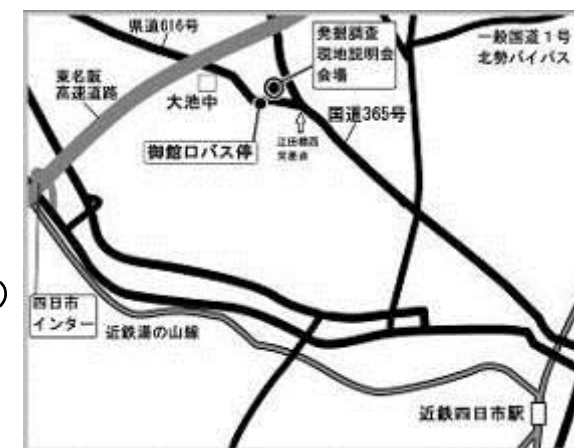 県道616号
発掘調査
現地説明会
会場
一般国道１号
北勢バイパス
東名阪
高速道路
大池中
国道365号
御館口バス停
四日市
インター
近鉄湯の山線
近鉄四日市駅